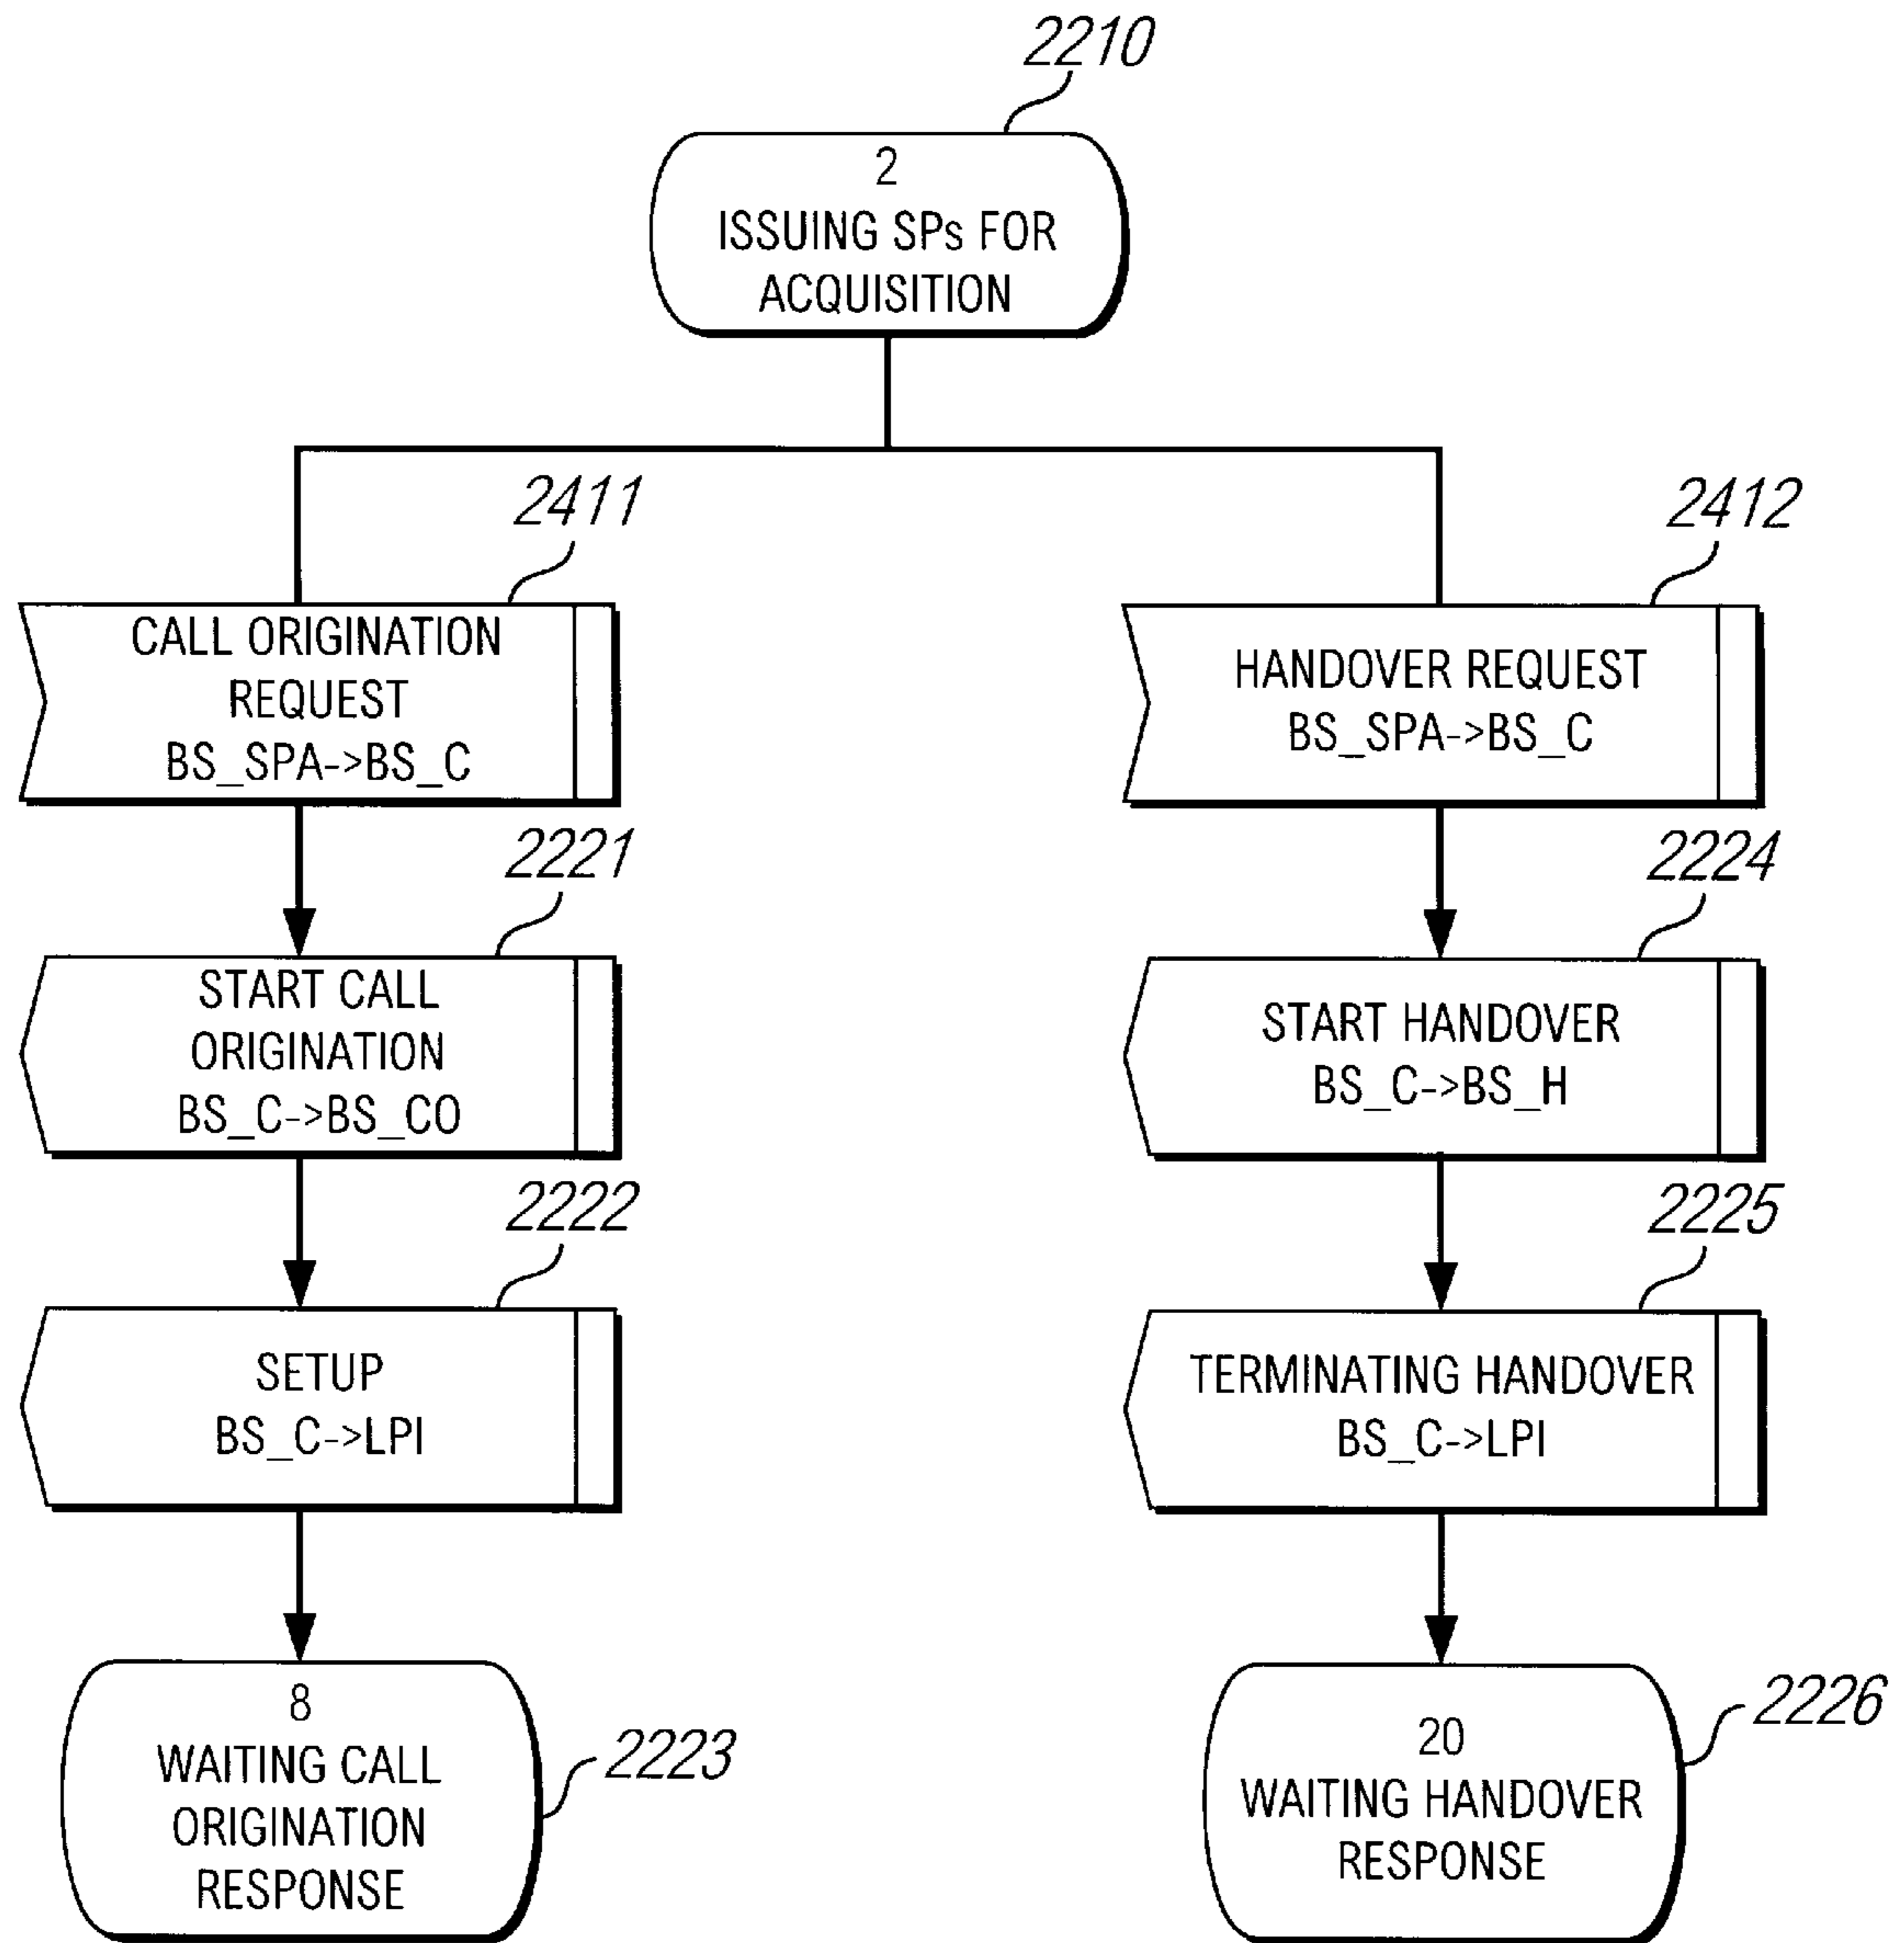 2210
2
ISSUING SPs FOR
ACQUISITION
2411
CALL ORIGINATION
REQUEST
BS_SPA->BS_C
2412
HANDOVER REQUEST
BS_SPA->BS_C
2221
START CALL
ORIGINATION
BS_C->BS_CO
2224
START HANDOVER
BS_C->BS_H
2222
SETUP
BS_C->LPI
2225
TERMINATING HANDOVER
BS_C->LPI
8
WAITING CALL
ORIGINATION
RESPONSE
2223
20
WAITING HANDOVER
RESPONSE
2226